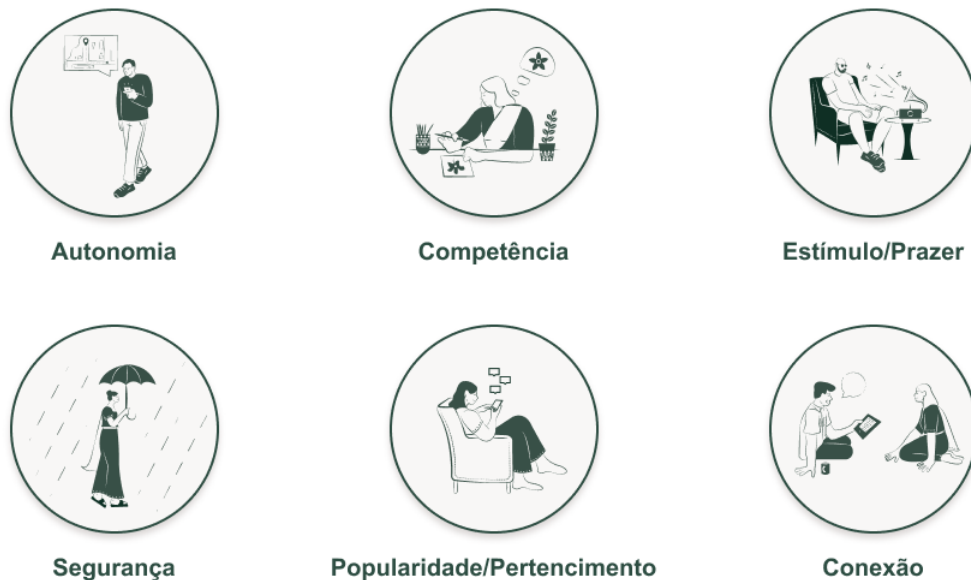 Autonomia
Competência
Estímulo/Prazer
Segurança
Popularidade/Pertencimento
Conexão